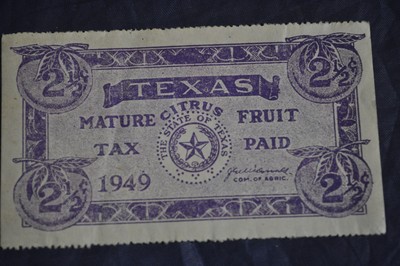 2½¢ 2½¢
TEXAS
CITRUS
MATURE FRUIT
THE STATE OF TEXAS
TAX PAID
1949
COM. OF AGRIC.
2½¢ 2½¢